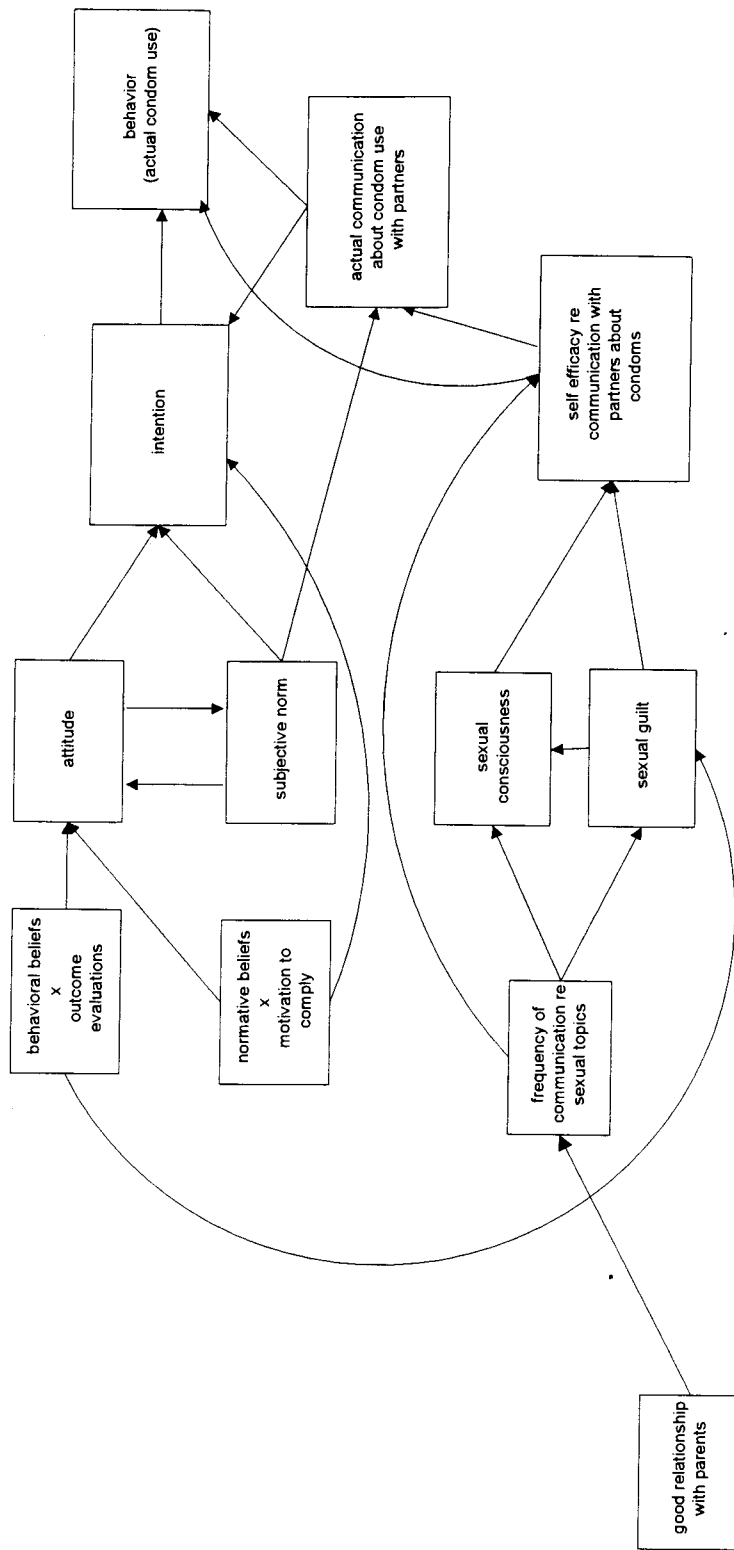 good relationship
with parents
behavioral beliefs
x
outcome
evaluations
normative beliefs
x
motivation to
comply
frequency of
communication re
sexual topics
attitude
subjective norm
sexual
consciousness
sexual guilt
intention
self efficacy re
communication with
partners about
condoms
behavior
(actual condom use)
actual communication
about condom use
with partners